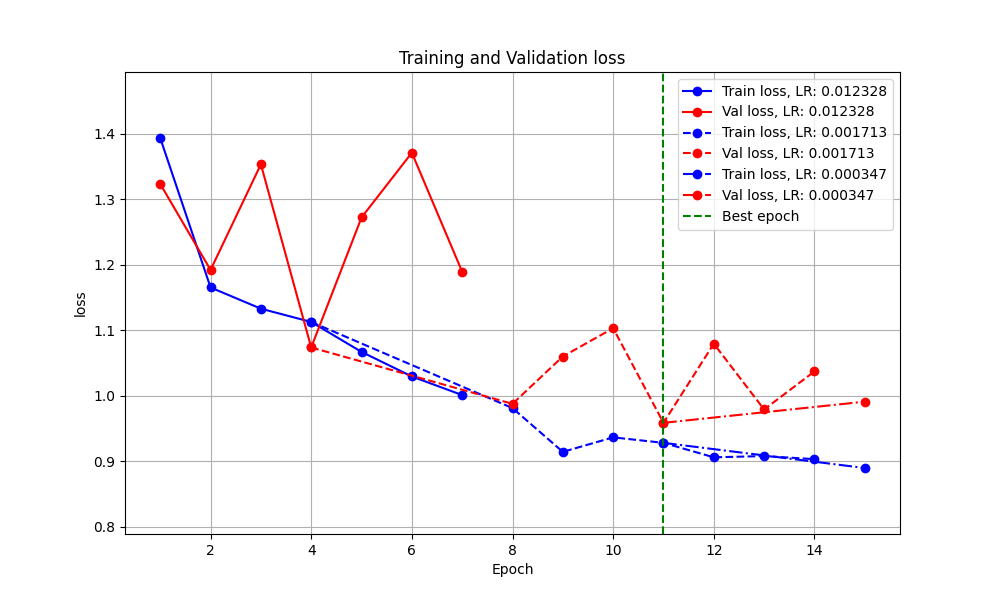 Training and Validation loss
Train loss, LR: 0.012328
Val loss, LR: 0.012328
Train loss, LR: 0.001713
Val loss, LR: 0.001713
Train loss, LR: 0.000347
Val loss, LR: 0.000347
Best epoch
loss
1.4
1.3
1.2
1.1
1.0
0.9
0.8
2 4 6 8 10 12 14
Epoch